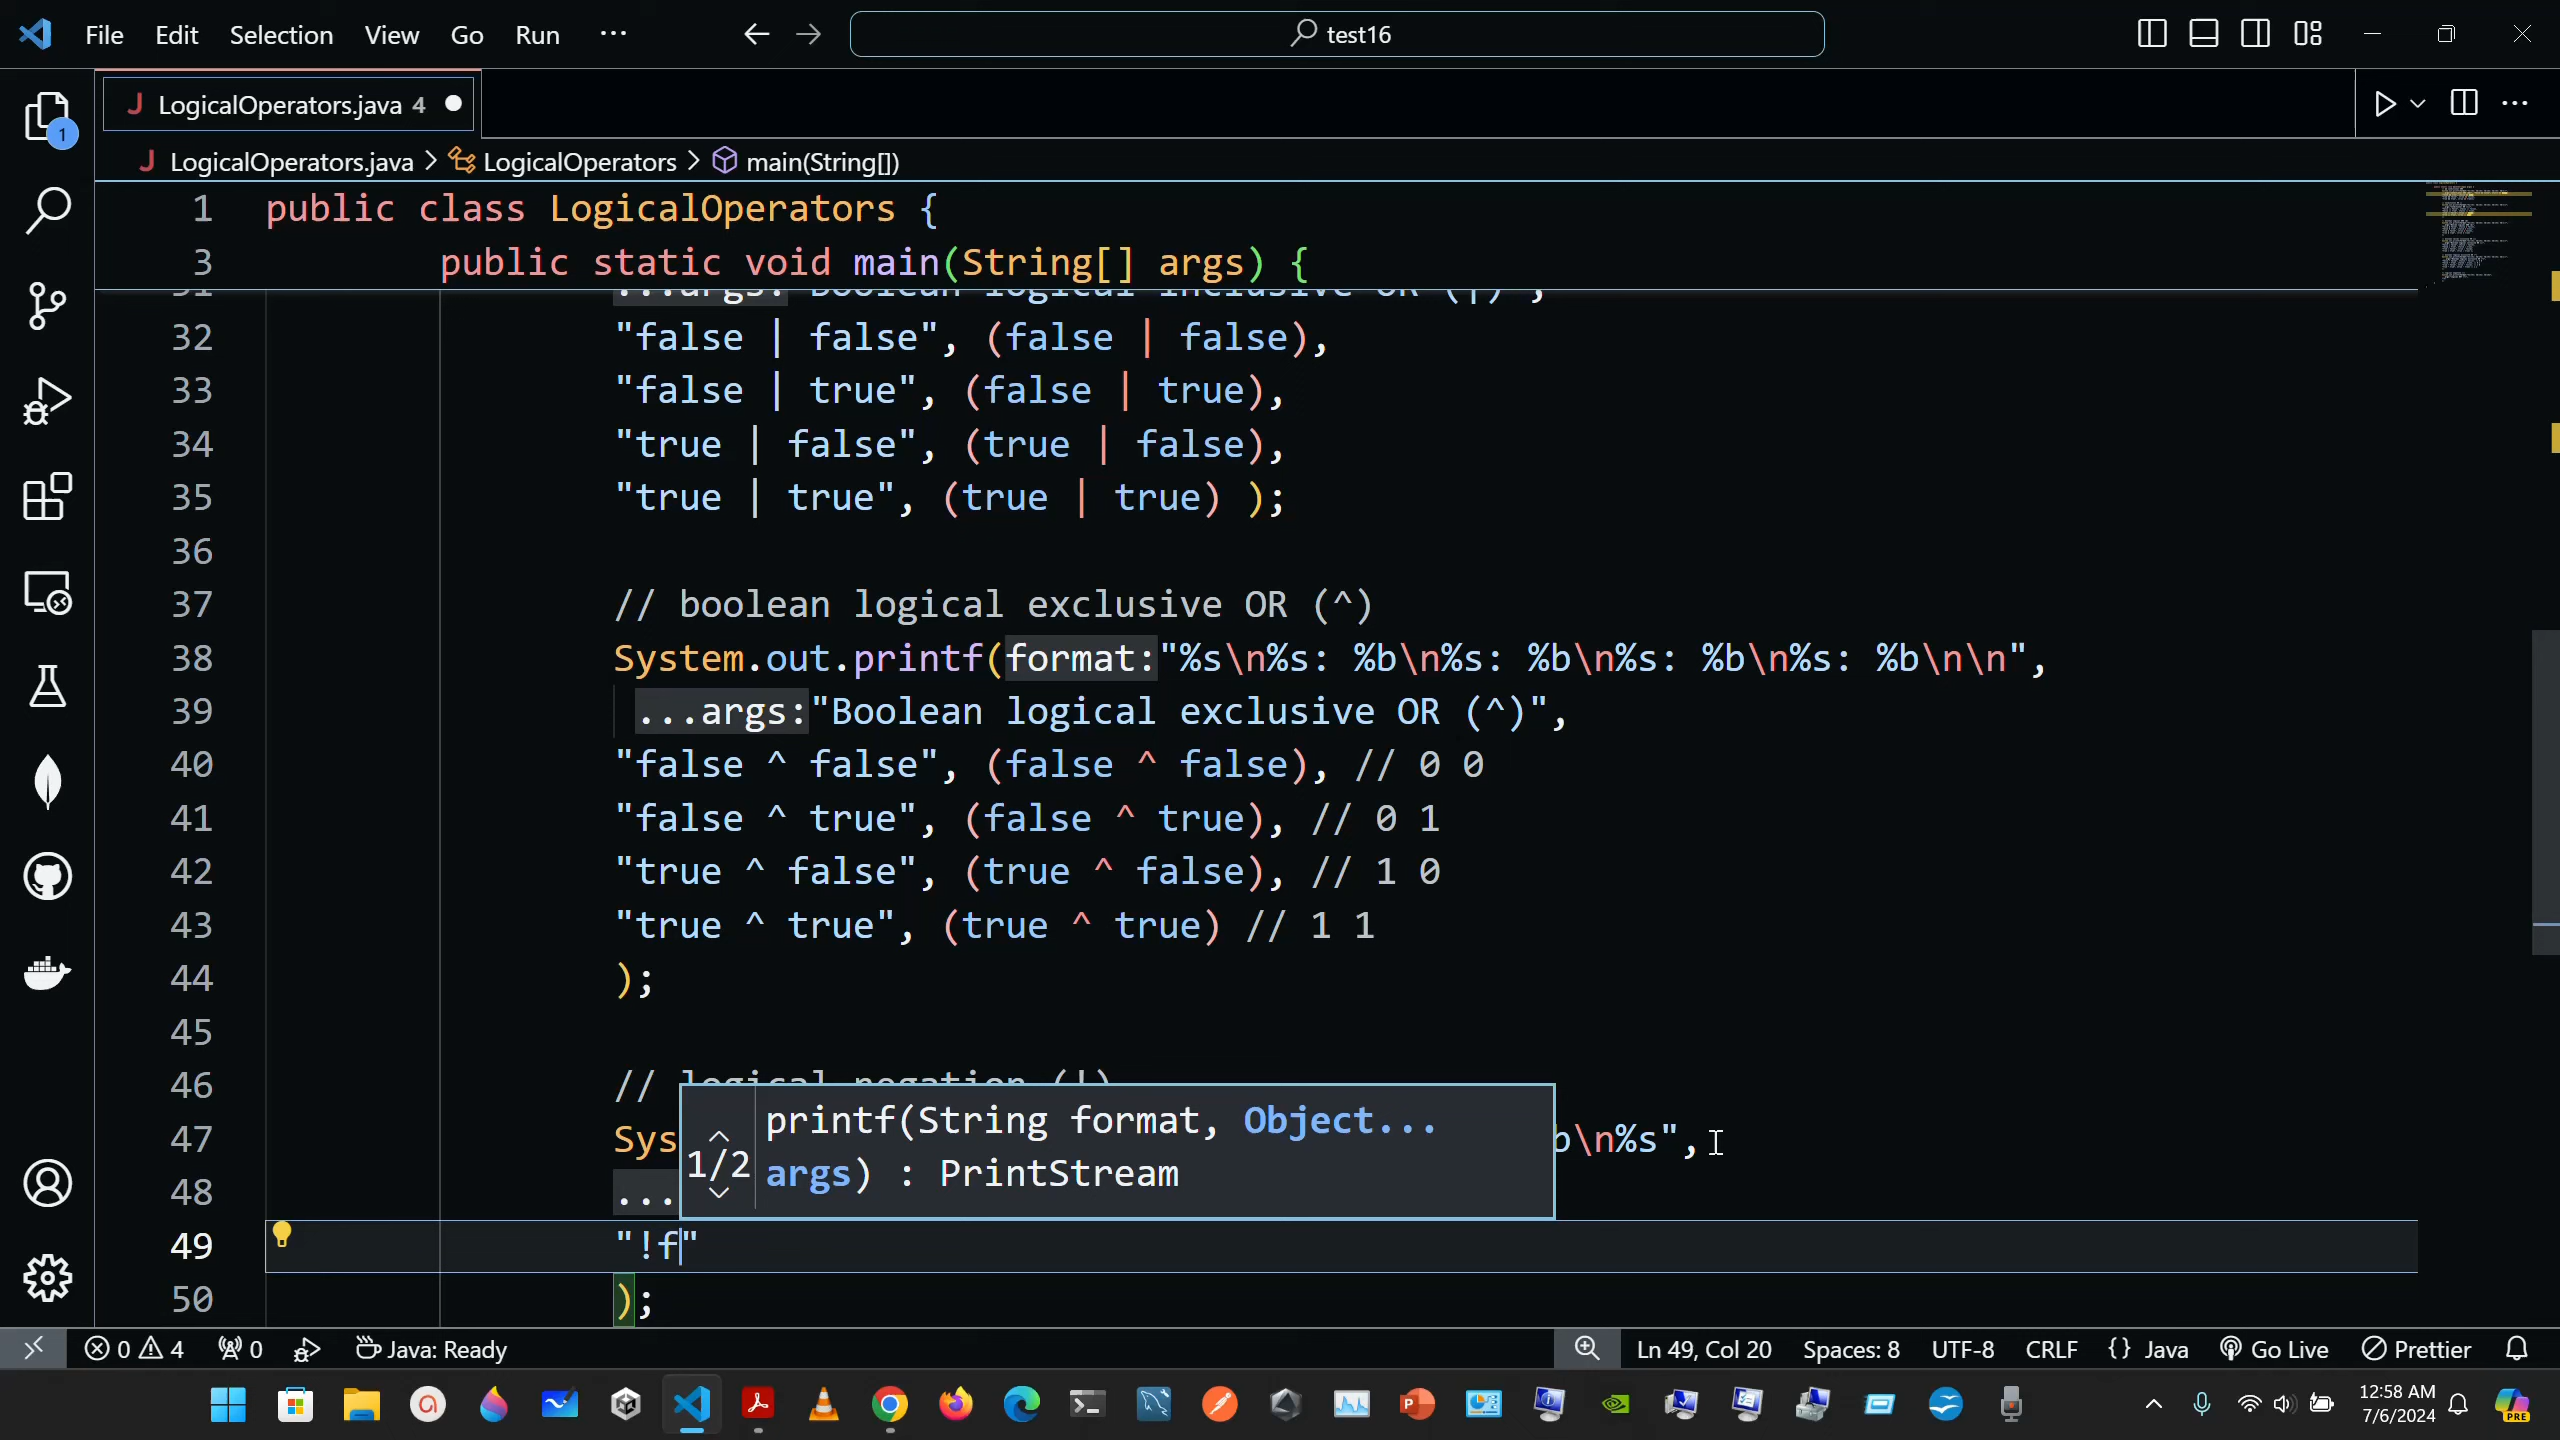 File Edit Selection View Go Run ··· test16
LogicalOperators.java 4
LogicalOperators.java > LogicalOperators > main(String[])
1 public class LogicalOperators {
3 public static void main(String[] args) {
32 "false | false", (false | false),
33 "false | true", (false | true),
34 "true | false", (true | false),
35 "true | true", (true | true) );
36
37 // boolean logical exclusive OR (^)
38 System.out.printf(format:"%s\n%s: %b\n%s: %b\n%s: %b\n%s: %b\n\n",
39 ...args:"Boolean logical exclusive OR (^)",
40 "false ^ false", (false ^ false), // 0 0
41 "false ^ true", (false ^ true), // 0 1
42 "true ^ false", (true ^ false), // 1 0
43 "true ^ true", (true ^ true) // 1 1
44 );
45
46 // logical negation (!)
47 Sys b\n%s",
48 ...
49 "!f"
50 );
printf(String format, Object...
1/2
args) : PrintStream
0 4 0 Java: Ready Ln 49, Col 20 Spaces: 8 UTF-8 CRLF {} Java Go Live Prettier
12:58 AM
7/6/2024
PRE
1